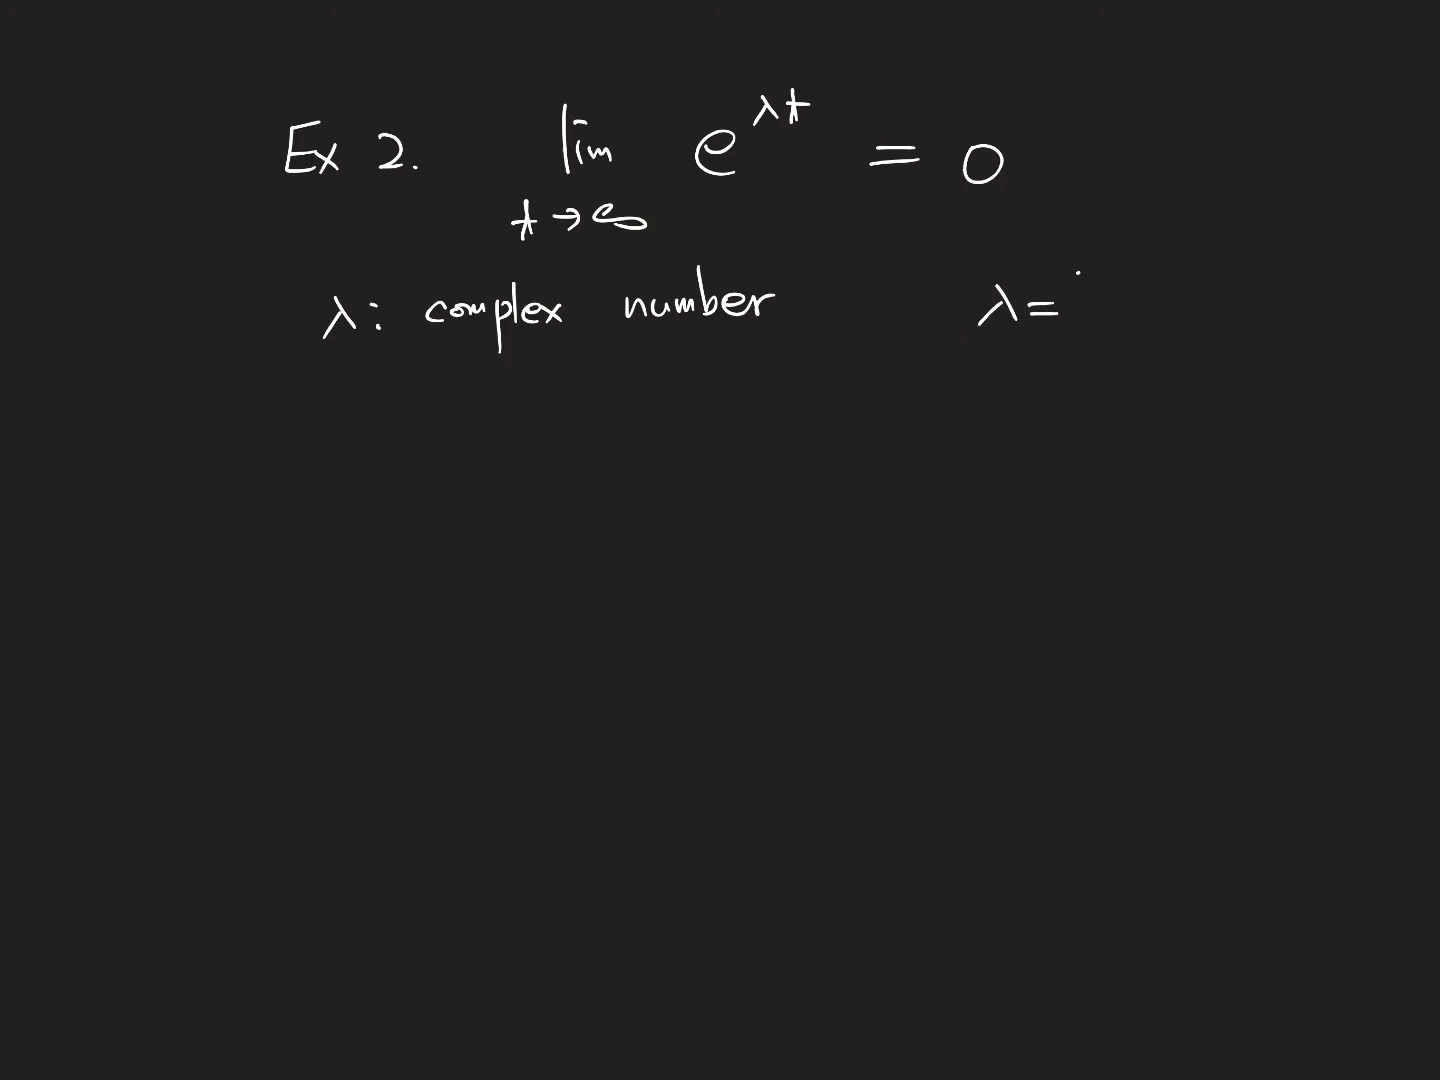 Ex 2. lim e^{λt} = 0
t → ∞
λ: complex number λ =